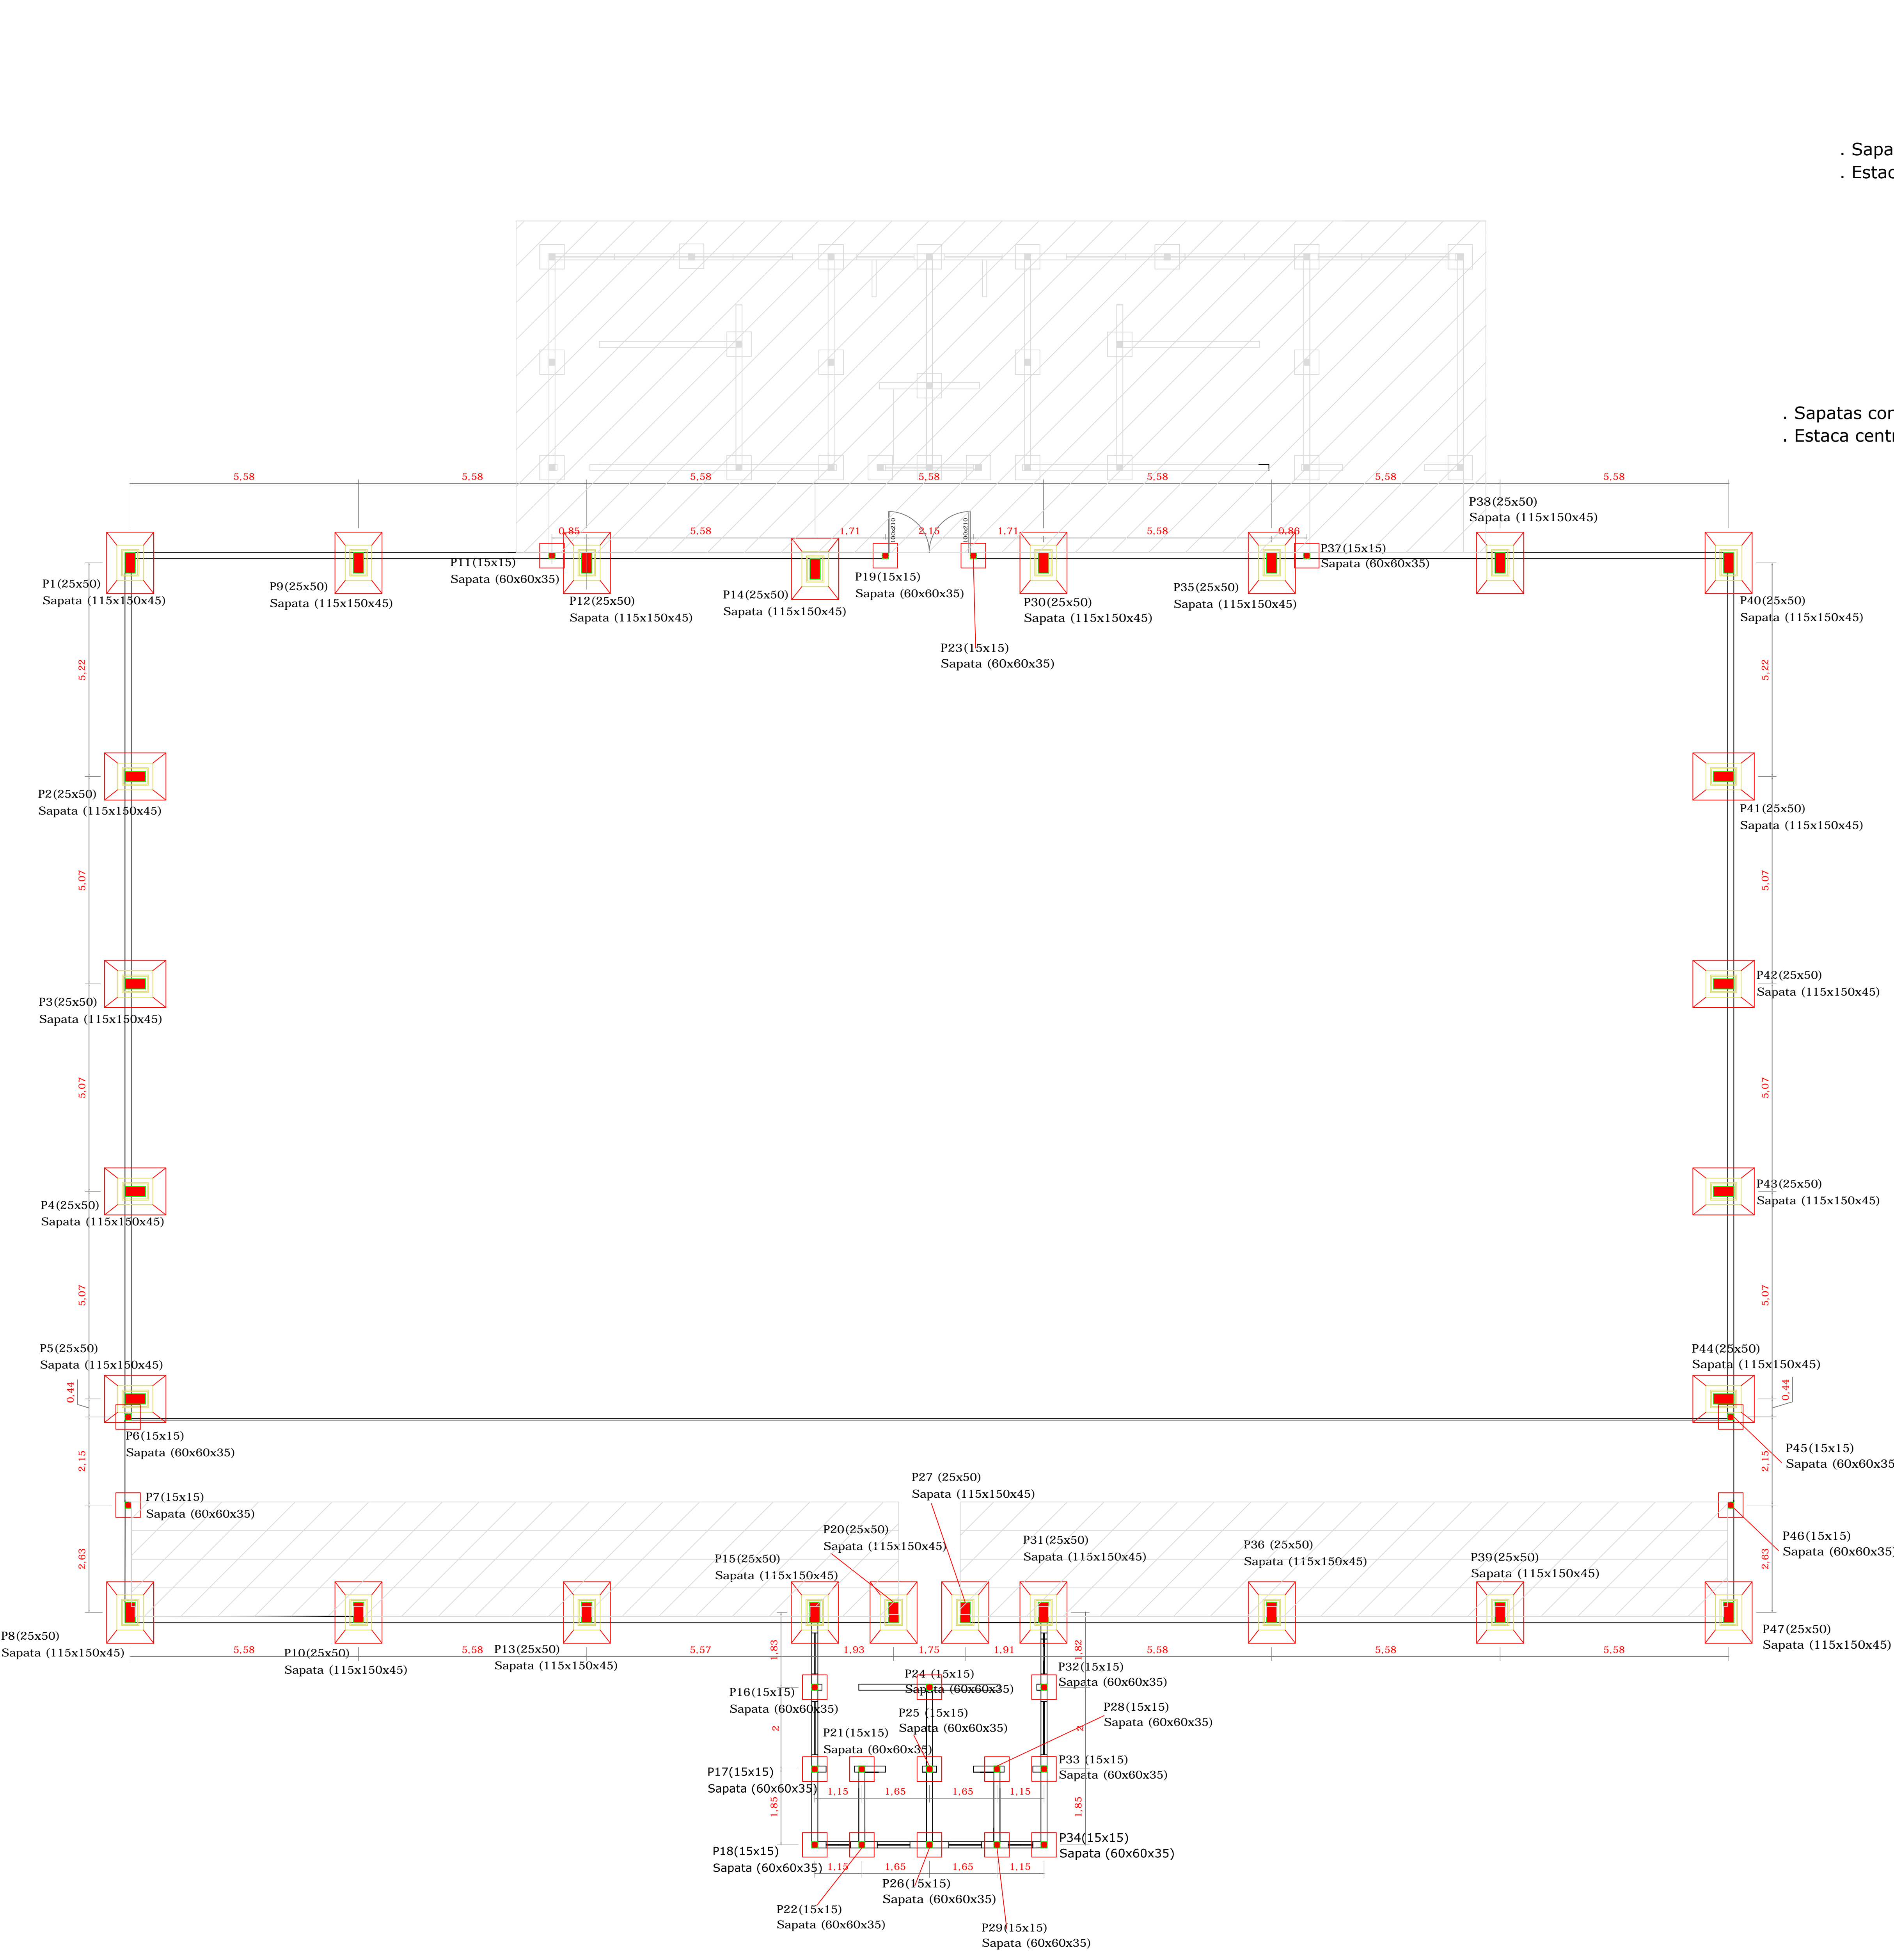 . Sapa
. Estac
. Sapatas con
. Estaca centr
5,58
5,58
5,58
5,58
5,58
5,58
5,58
P38(25x50)
Sapata (115x150x45)
0,85
5,58
1,71
100x210
2,15
100x210
1,71
5,58
0,86
P1(25x50)
Sapata (115x150x45)
P9(25x50)
Sapata (115x150x45)
P11(15x15)
Sapata (60x60x35)
P12(25x50)
Sapata (115x150x45)
P14(25x50)
Sapata (115x150x45)
P19(15x15)
Sapata (60x60x35)
P23(15x15)
Sapata (60x60x35)
P30(25x50)
Sapata (115x150x45)
P35(25x50)
Sapata (115x150x45)
P37(15x15)
Sapata (60x60x35)
P40(25x50)
Sapata (115x150x45)
5,22
5,22
P2(25x50)
Sapata (115x150x45)
P41(25x50)
Sapata (115x150x45)
5,07
5,07
P3(25x50)
Sapata (115x150x45)
P42(25x50)
Sapata (115x150x45)
5,07
5,07
P4(25x50)
Sapata (115x150x45)
P43(25x50)
Sapata (115x150x45)
5,07
5,07
P5(25x50)
Sapata (115x150x45)
P44(25x50)
Sapata (115x150x45)
0,44
0,44
P6(15x15)
Sapata (60x60x35)
P45(15x15)
Sapata (60x60x35
2,15
2,15
P7(15x15)
Sapata (60x60x35)
P27 (25x50)
Sapata (115x150x45)
P20(25x50)
Sapata (115x150x45)
P15(25x50)
Sapata (115x150x45)
P31(25x50)
Sapata (115x150x45)
P36 (25x50)
Sapata (115x150x45)
P39(25x50)
Sapata (115x150x45)
P46(15x15)
Sapata (60x60x35)
2,63
2,63
P8(25x50)
Sapata (115x150x45)
P10(25x50)
Sapata (115x150x45)
P13(25x50)
Sapata (115x150x45)
P47(25x50)
Sapata (115x150x45)
5,58
5,58
5,57
1,83
1,93
1,75
1,91
1,82
5,58
5,58
5,58
P16(15x15)
Sapata (60x60x35)
P24 (15x15)
Sapata (60x60x35)
P32(15x15)
Sapata (60x60x35)
P25 (15x15)
Sapata (60x60x35)
P28(15x15)
Sapata (60x60x35)
2
2
P21(15x15)
Sapata (60x60x35)
P17(15x15)
Sapata (60x60x35)
P33 (15x15)
Sapata (60x60x35)
1,15
1,65
1,65
1,15
1,85
1,85
P18(15x15)
Sapata (60x60x35)
P34(15x15)
Sapata (60x60x35)
1,15
1,65
1,65
1,15
P26(15x15)
Sapata (60x60x35)
P22(15x15)
Sapata (60x60x35)
P29(15x15)
Sapata (60x60x35)